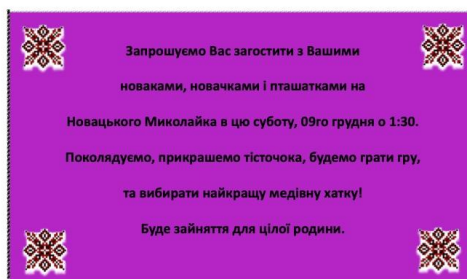 Запрошуємо Вас загостити з Вашими
новаками, новачками і пташатками на
Новацького Миколайка в цю суботу, 09го грудня о 1:30.
Поколядуємо, прикрашемо тісточока, будемо грати гру,
та вибирати найкращу медівну хатку!
Буде зайняття для цілої родини.